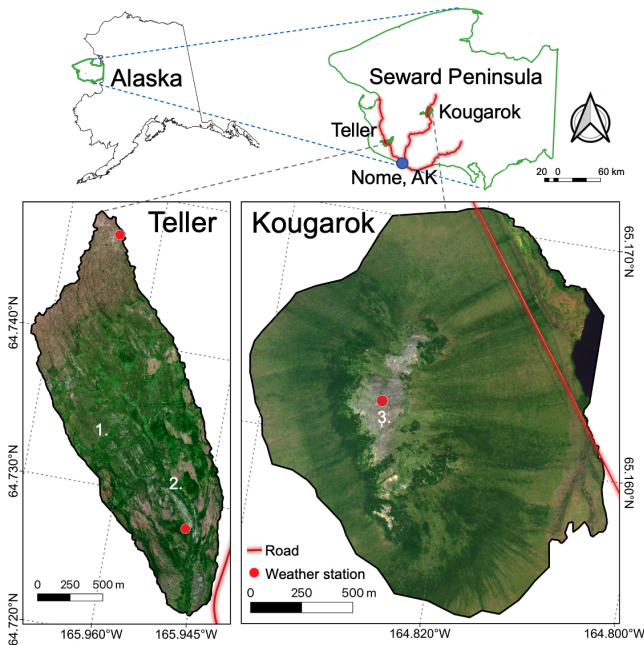 Alaska
Seward Peninsula
Kougarok
Teller
Nome, AK
20 0 60 km
Teller
Kougarok
64.740°N
64.730°N
64.720°N
65.170°N
65.160°N
1.
2.
3.
Road
Weather station
0 250 500 m
0 250 500 m
165.960°W
165.945°W
164.820°W
164.800°W